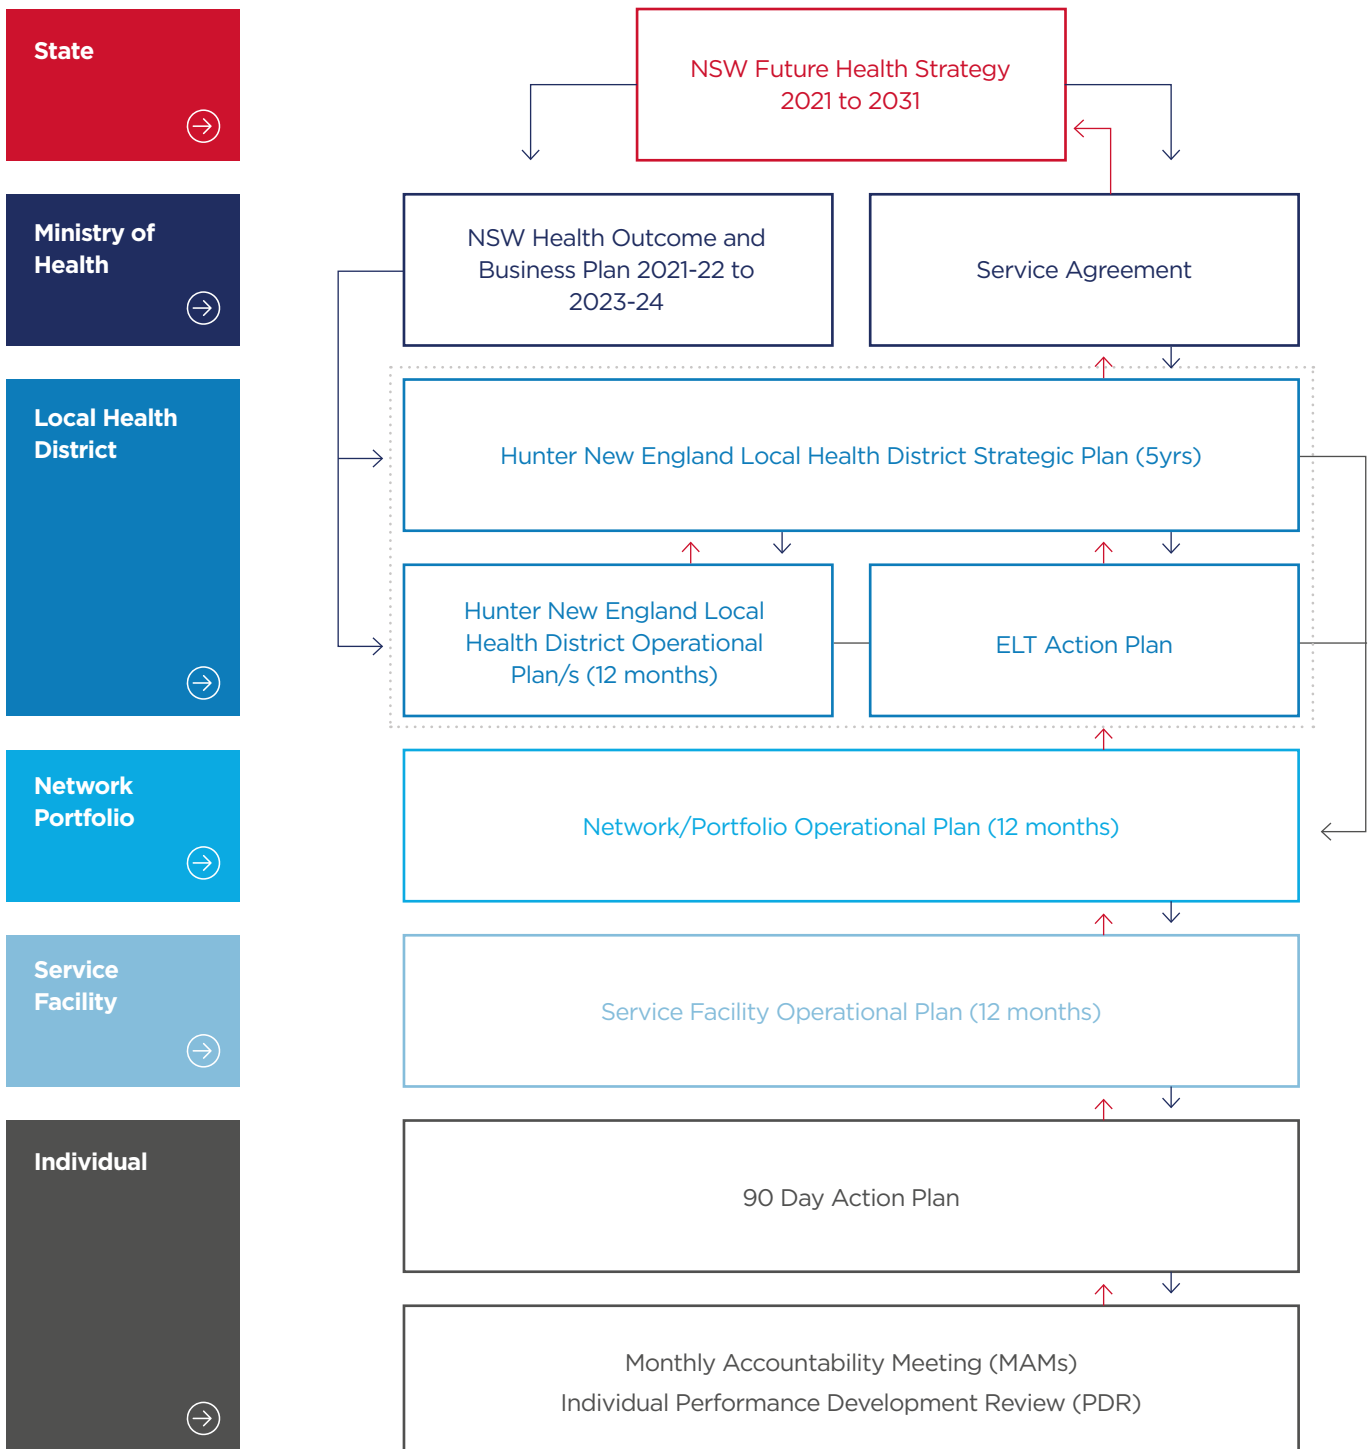 State
NSW Future Health Strategy
2021 to 2031
Ministry of
Health
NSW Health Outcome and
Business Plan 2021-22 to
2023-24
Service Agreement
Local Health
District
Hunter New England Local Health District Strategic Plan (5yrs)
Hunter New England Local
Health District Operational
Plan/s (12 months)
ELT Action Plan
Network
Portfolio
Network/Portfolio Operational Plan (12 months)
Service
Facility
Service Facility Operational Plan (12 months)
Individual
90 Day Action Plan
Monthly Accountability Meeting (MAMs)
Individual Performance Development Review (PDR)